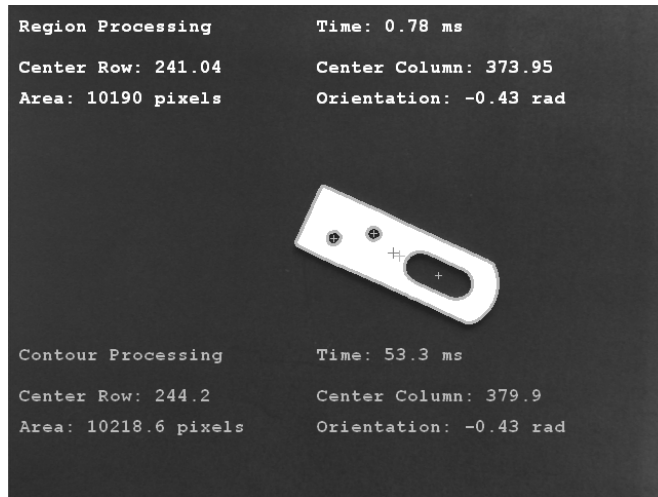 Region Processing Time: 0.78 ms
Center Row: 241.04 Center Column: 373.95
Area: 10190 pixels Orientation: -0.43 rad
Contour Processing Time: 53.3 ms
Center Row: 244.2 Center Column: 379.9
Area: 10218.6 pixels Orientation: -0.43 rad